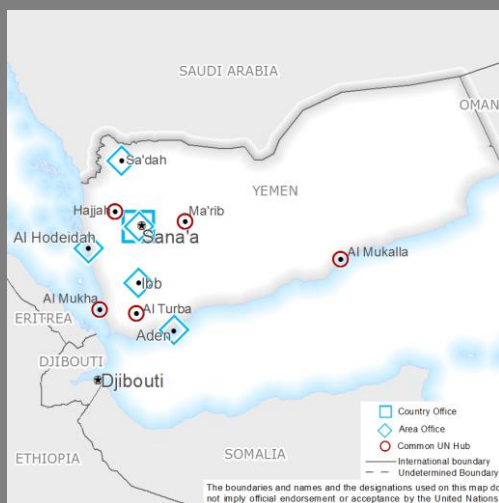 SAUDI ARABIA
OMAN
Sa'dah
YEMEN
Hajjah
Ma'rib
Sana'a
Al Hodeidah
Al Mukalla
Ibb
Al Mukha
Al Turba
ERITREA
Aden
DJIBOUTI
Djibouti
ETHIOPIA
SOMALIA
Country Office
Area Office
Common UN Hub
International boundary
Undetermined Boundary
The boundaries and names and the designations used on this map do
not imply official endorsement or acceptance by the United Nations.